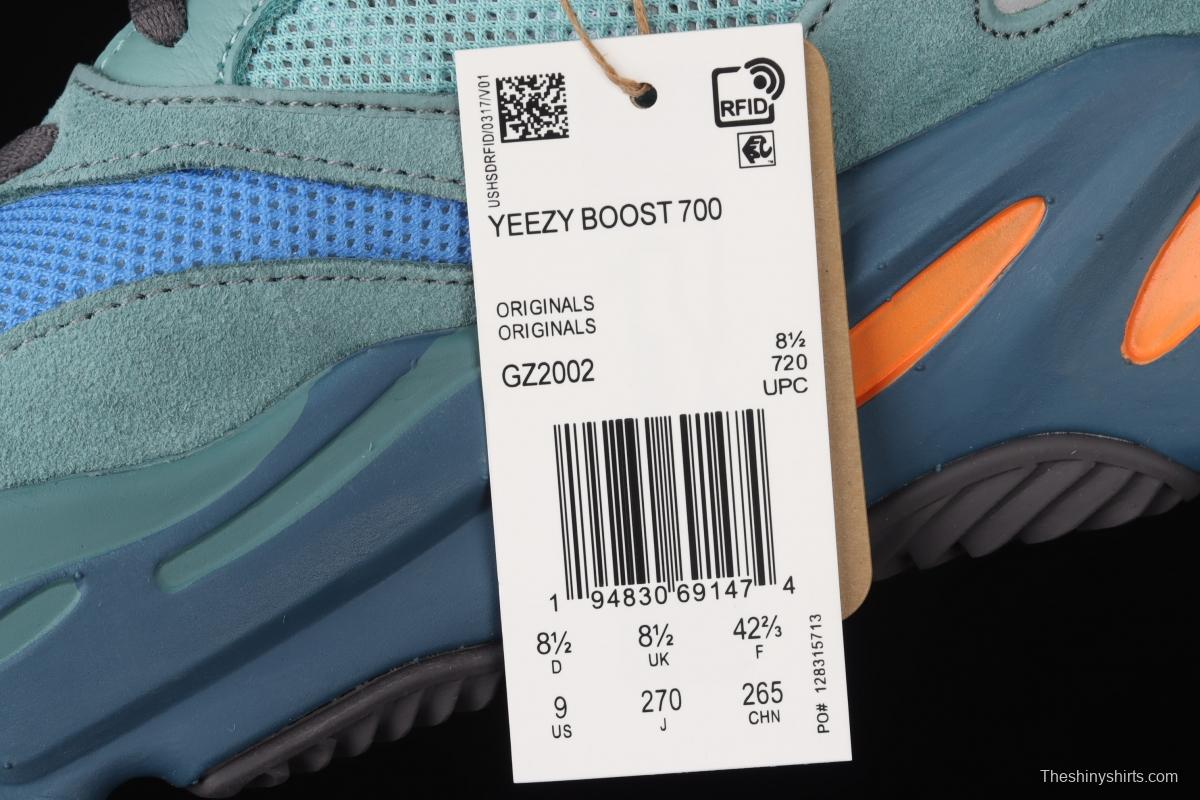 USHSDRFID/0317/V01
RFID
YEEZY BOOST 700
ORIGINALS
ORIGINALS
GZ2002
8½
720
UPC
1 94830 69147 4
8½ 8½ 42⅔
D UK F
9 270 265
US J CHN
PO# 128315713
Theshinyshirts.com